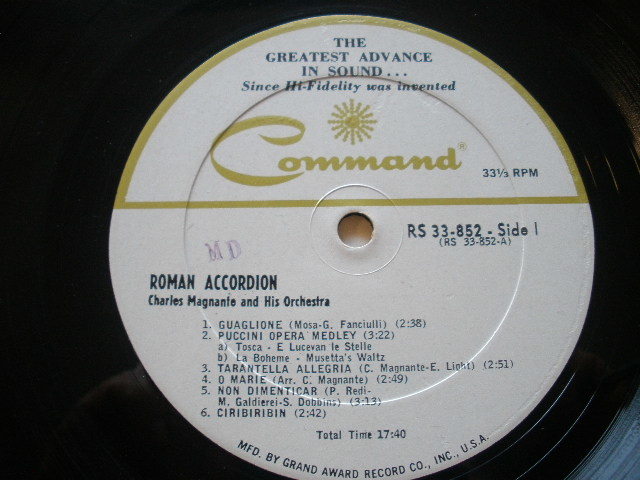 THE
GREATEST ADVANCE
IN SOUND...
Since Hi-Fidelity was invented
Command®
33⅓ RPM
RS 33-852 - Side 1
(RS 33-852-A)
MD
ROMAN ACCORDION
Charles Magnante and His Orchestra
1. GUAGLIONE (Mosa-G. Fanciulli) (2:38)
2. PUCCINI OPERA MEDLEY (3:22)
a) Tosca - E Lucevan le Stelle
b) La Boheme - Musetta's Waltz
3. TARANTELLA ALLEGRIA (C. Magnante-E. Light) (2:51)
4. O MARIE (Arr. C. Magnante) (2:49)
5. NON DIMENTICAR (P. Redi-
M. Galdierei-S. Dobbins) (3:13)
6. CIRIBIRIBIN (2:42)
Total Time 17:40
MFD. BY GRAND AWARD RECORD CO., INC., U.S.A.